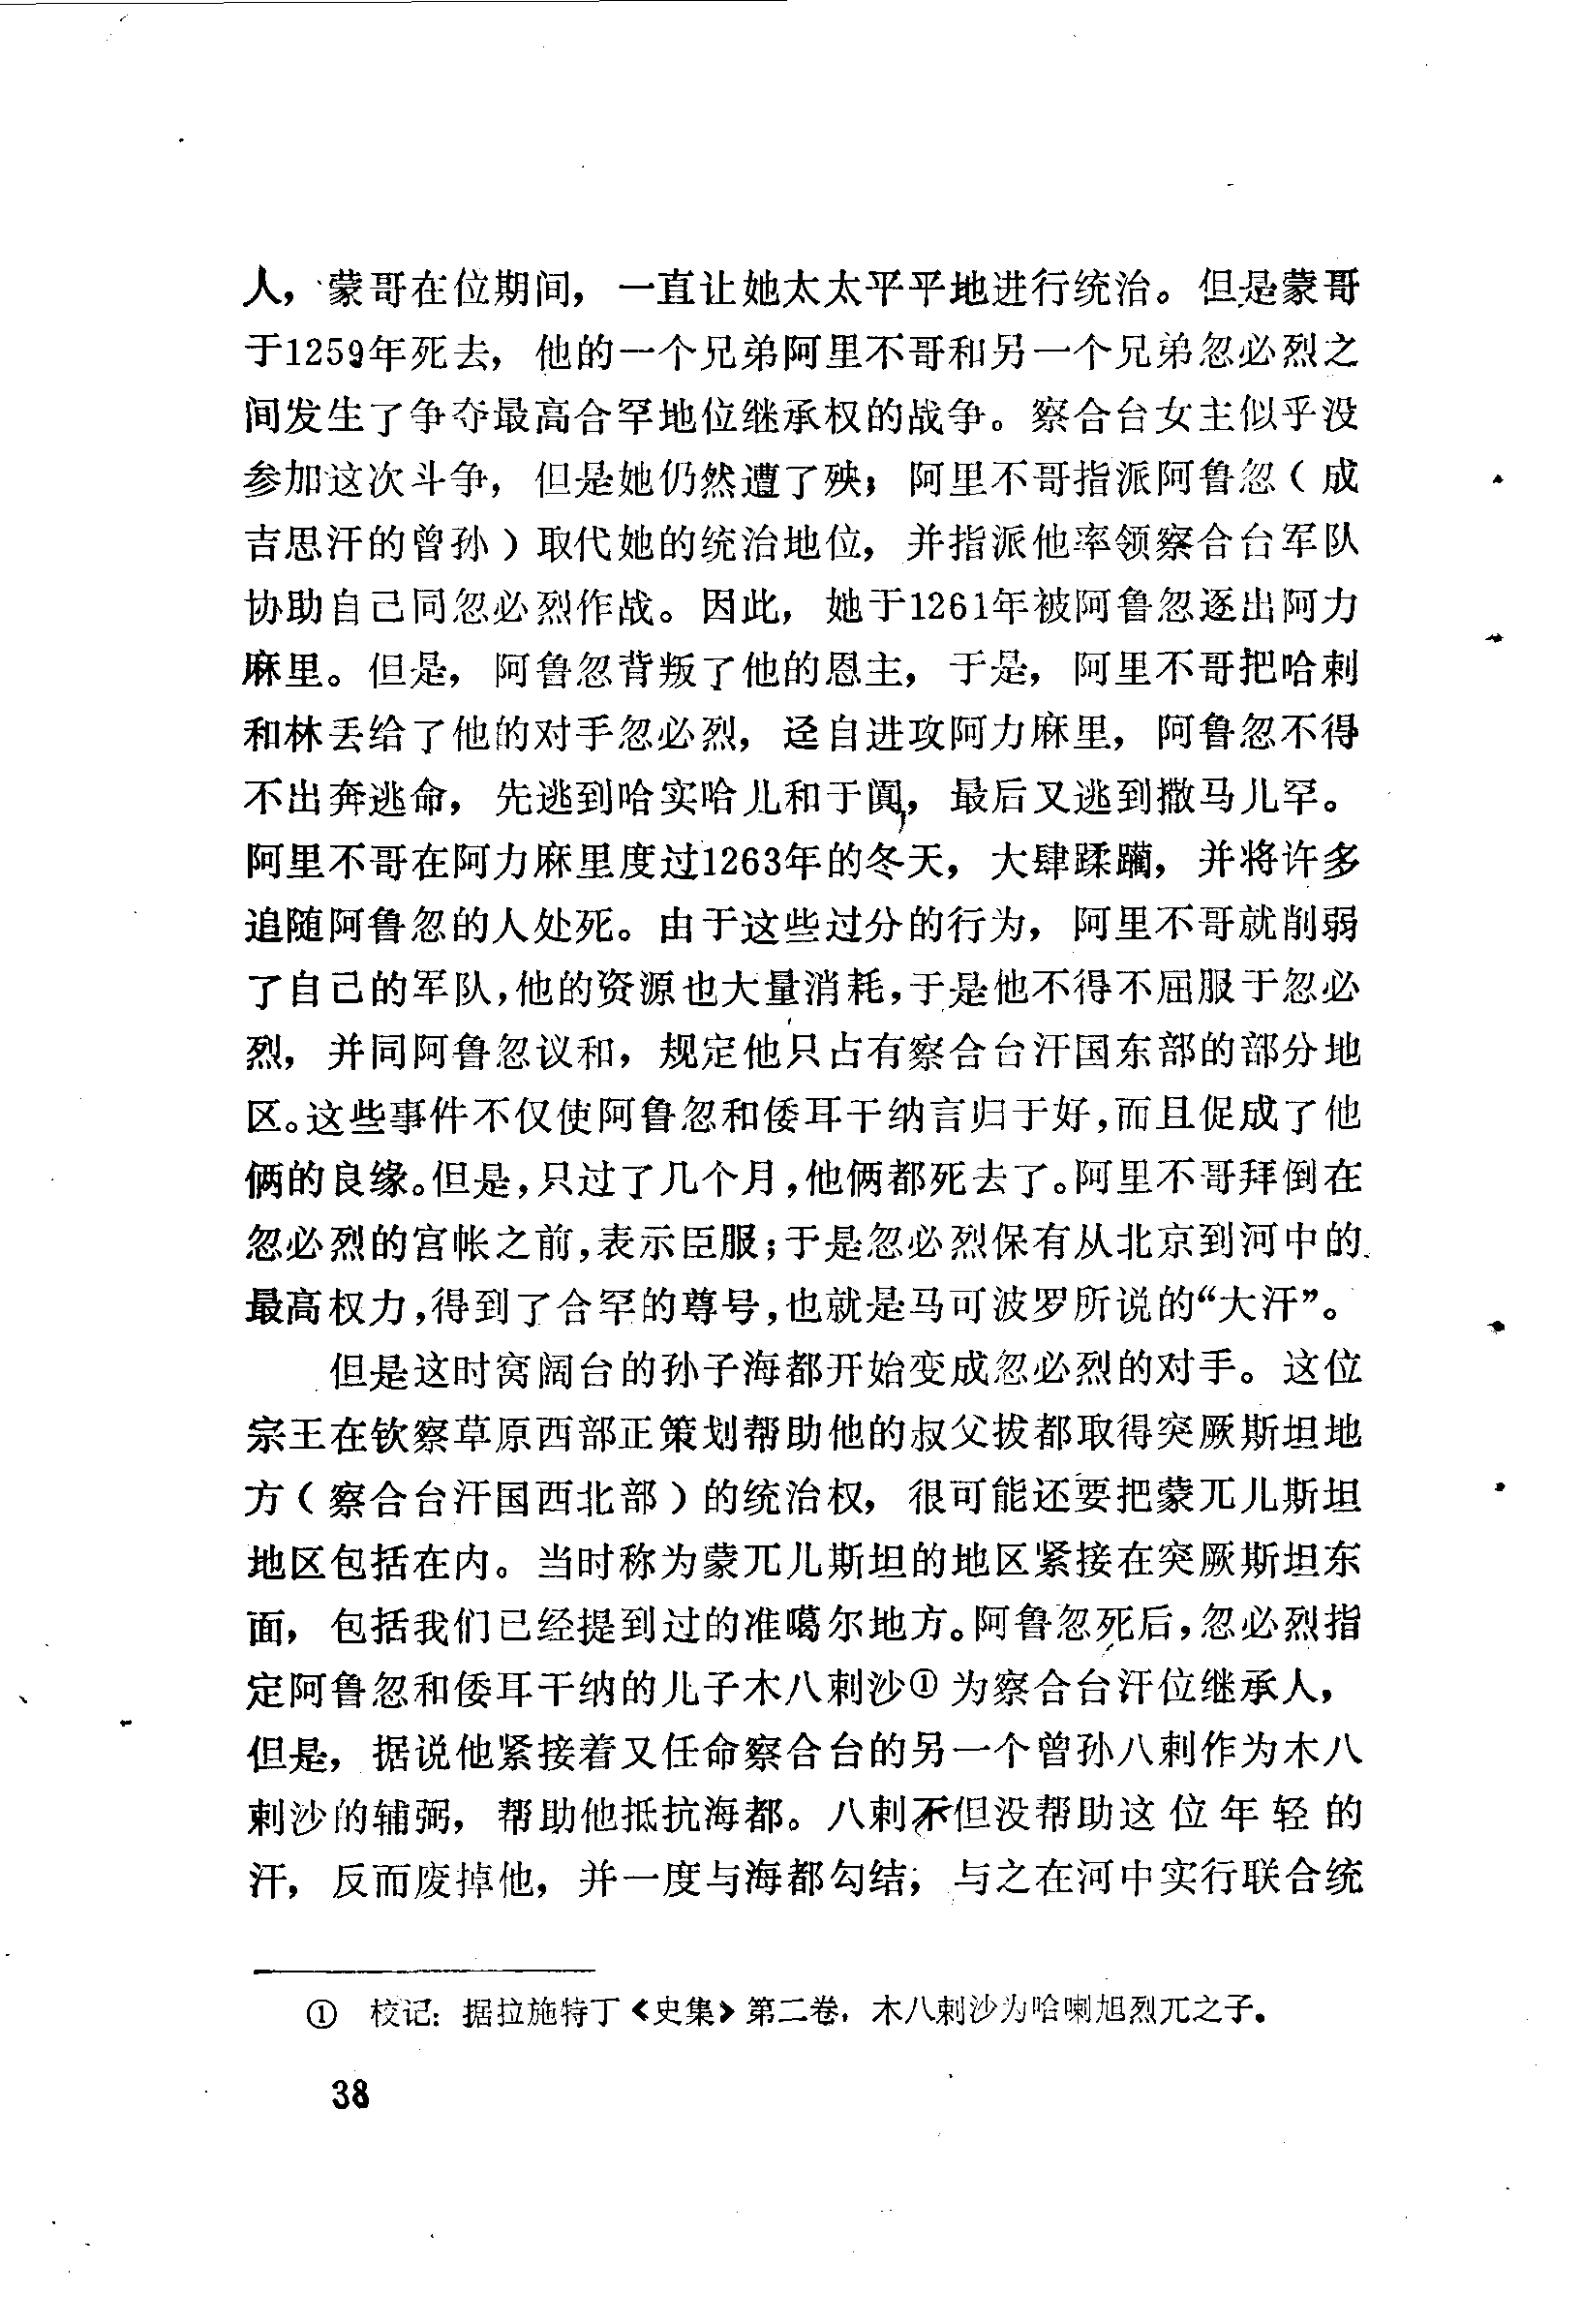 人，蒙哥在位期间，一直让她太太平平地进行统治。但是蒙哥
于1259年死去，他的一个兄弟阿里不哥和另一个兄弟忽必烈之
间发生了争夺最高合罕地位继承权的战争。察合台女主似乎没
参加这次斗争，但是她仍然遭了殃；阿里不哥指派阿鲁忽（成
吉思汗的曾孙）取代她的统治地位，并指派他率领察合台军队
协助自己同忽必烈作战。因此，她于1261年被阿鲁忽逐出阿力
麻里。但是，阿鲁忽背叛了他的恩主，于是，阿里不哥把哈剌
和林丢给了他的对手忽必烈，迳自进攻阿力麻里，阿鲁忽不得
不出奔逃命，先逃到哈实哈儿和于阗，最后又逃到撒马儿罕。
阿里不哥在阿力麻里度过1263年的冬天，大肆蹂躏，并将许多
追随阿鲁忽的人处死。由于这些过分的行为，阿里不哥就削弱
了自己的军队，他的资源也大量消耗，于是他不得不屈服于忽必
烈，并同阿鲁忽议和，规定他只占有察合台汗国东部的部分地
区。这些事件不仅使阿鲁忽和倭耳干纳言归于好，而且促成了他
俩的良缘。但是，只过了几个月，他俩都死去了。阿里不哥拜倒在
忽必烈的宫帐之前，表示臣服；于是忽必烈保有从北京到河中的
最高权力，得到了合罕的尊号，也就是马可波罗所说的“大汗”。
但是这时窝阔台的孙子海都开始变成忽必烈的对手。这位
宗王在钦察草原西部正策划帮助他的叔父拔都取得突厥斯坦地
方（察合台汗国西北部）的统治权，很可能还要把蒙兀儿斯坦
地区包括在内。当时称为蒙兀儿斯坦的地区紧接在突厥斯坦东
面，包括我们已经提到过的准噶尔地方。阿鲁忽死后，忽必烈指
定阿鲁忽和倭耳干纳的儿子木八剌沙①为察合台汗位继承人，
但是，据说他紧接着又任命察合台的另一个曾孙八剌作为木八
剌沙的辅弼，帮助他抵抗海都。八剌不但没帮助这位年轻的
汗，反而废掉他，并一度与海都勾结；与之在河中实行联合统
① 校记：据拉施特丁《史集》第二卷，木八剌沙为哈喇旭烈兀之子。
38